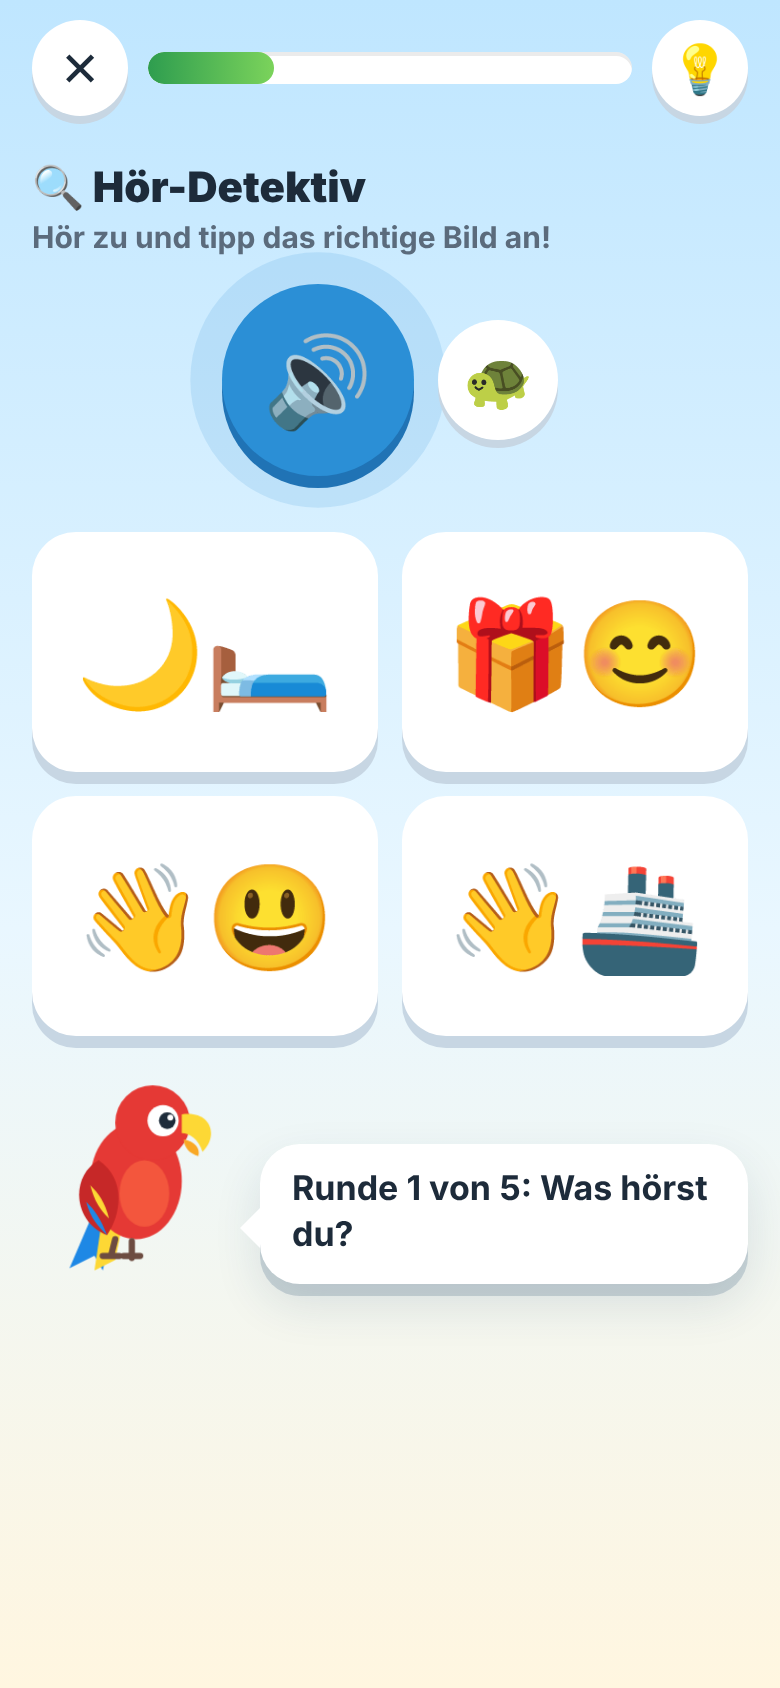 Hör-Detektiv
Hör zu und tipp das richtige Bild an!
Runde 1 von 5: Was hörst
du?